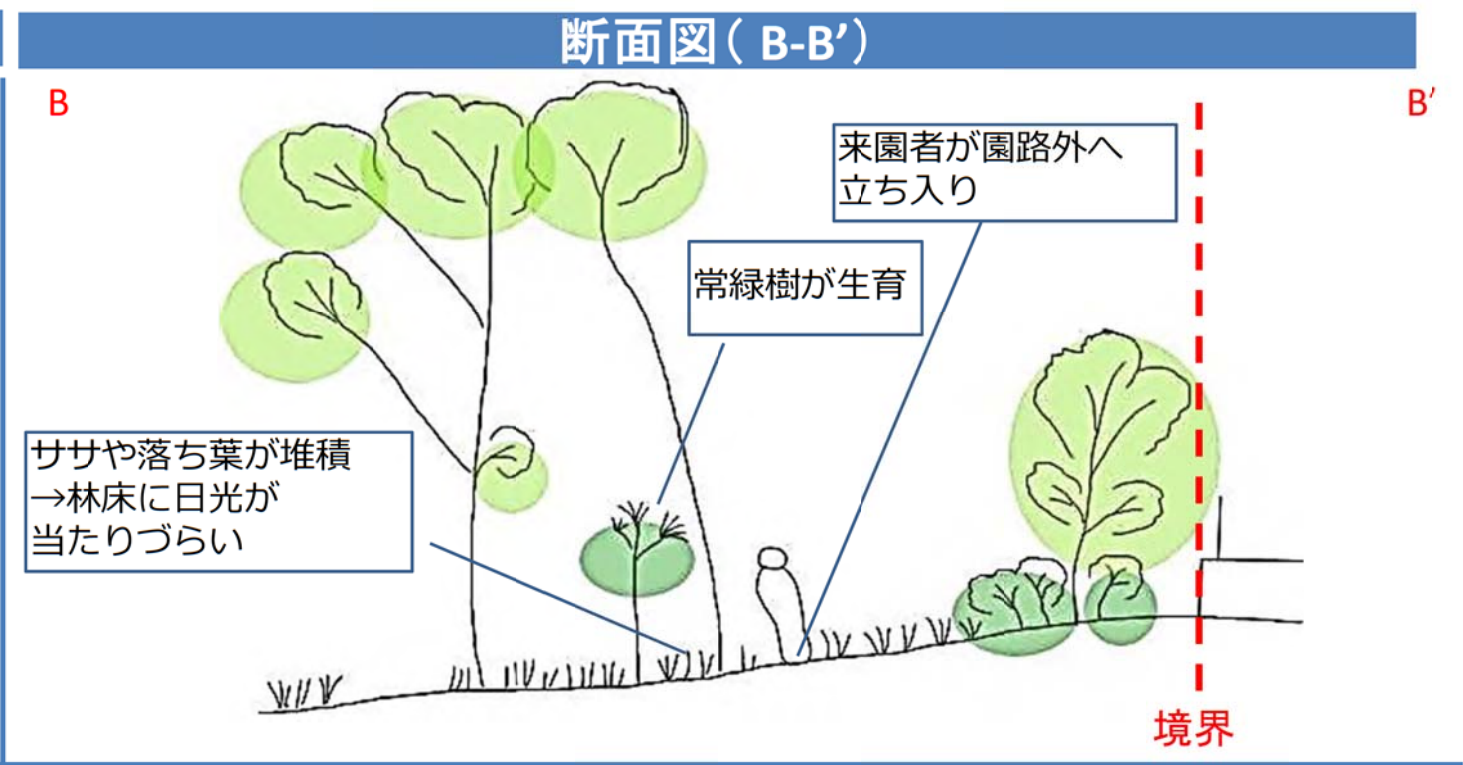 断面図( B-B’)
B
B’
来園者が園路外へ
立ち入り
常緑樹が生育
ササや落ち葉が堆積
→林床に日光が
当たりづらい
境界